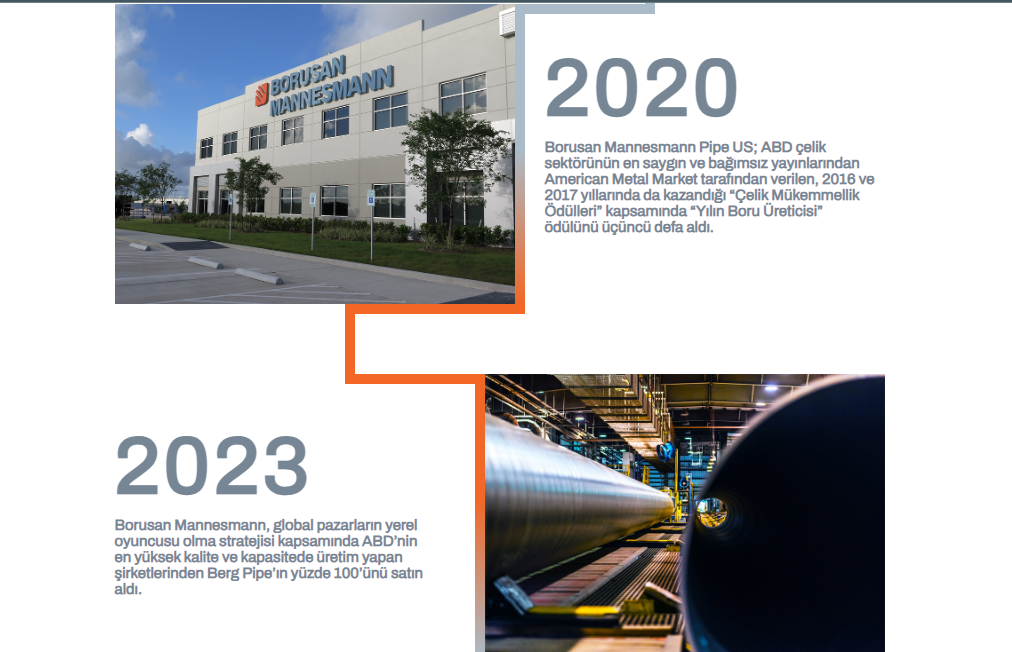 BORUSAN
MANNESMANN
2020
Borusan Mannesmann Pipe US; ABD çelik
sektörünün en saygın ve bağımsız yayınlarından
American Metal Market tarafından verilen, 2016 ve
2017 yıllarında da kazandığı “Çelik Mükemmellik
Ödülleri” kapsamında “Yılın Boru Üreticisi”
ödülünü üçüncü defa aldı.
2023
Borusan Mannesmann, global pazarların yerel
oyuncusu olma stratejisi kapsamında ABD’nin
en yüksek kalite ve kapasitede üretim yapan
şirketlerinden Berg Pipe’ın yüzde 100’ünü satın
aldı.